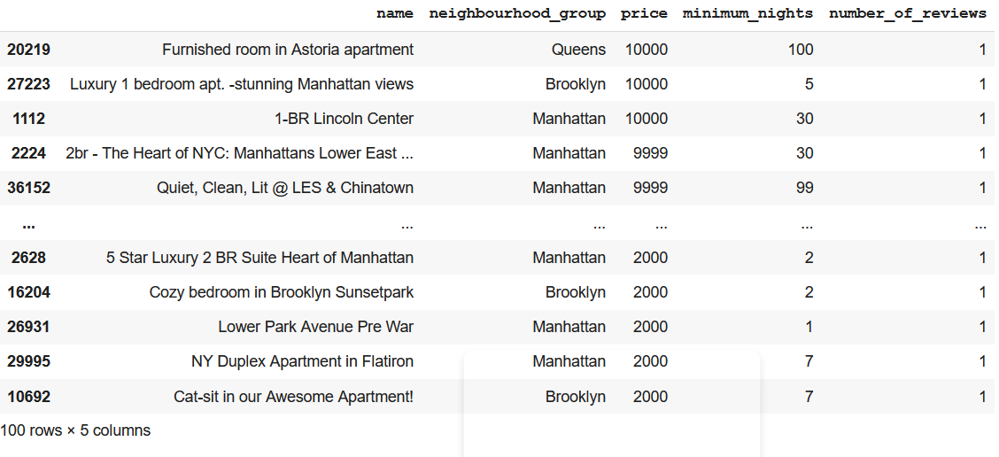 name neighbourhood_group price minimum_nights number_of_reviews
20219 Furnished room in Astoria apartment Queens 10000 100 1
27223 Luxury 1 bedroom apt. -stunning Manhattan views Brooklyn 10000 5 1
1112 1-BR Lincoln Center Manhattan 10000 30 1
2224 2br - The Heart of NYC: Manhattans Lower East ... Manhattan 9999 30 1
36152 Quiet, Clean, Lit @ LES & Chinatown Manhattan 9999 99 1
... ... ... ... ... ...
2628 5 Star Luxury 2 BR Suite Heart of Manhattan Manhattan 2000 2 1
16204 Cozy bedroom in Brooklyn Sunsetpark Brooklyn 2000 2 1
26931 Lower Park Avenue Pre War Manhattan 2000 1 1
29995 NY Duplex Apartment in Flatiron Manhattan 2000 7 1
10692 Cat-sit in our Awesome Apartment! Brooklyn 2000 7 1
100 rows × 5 columns